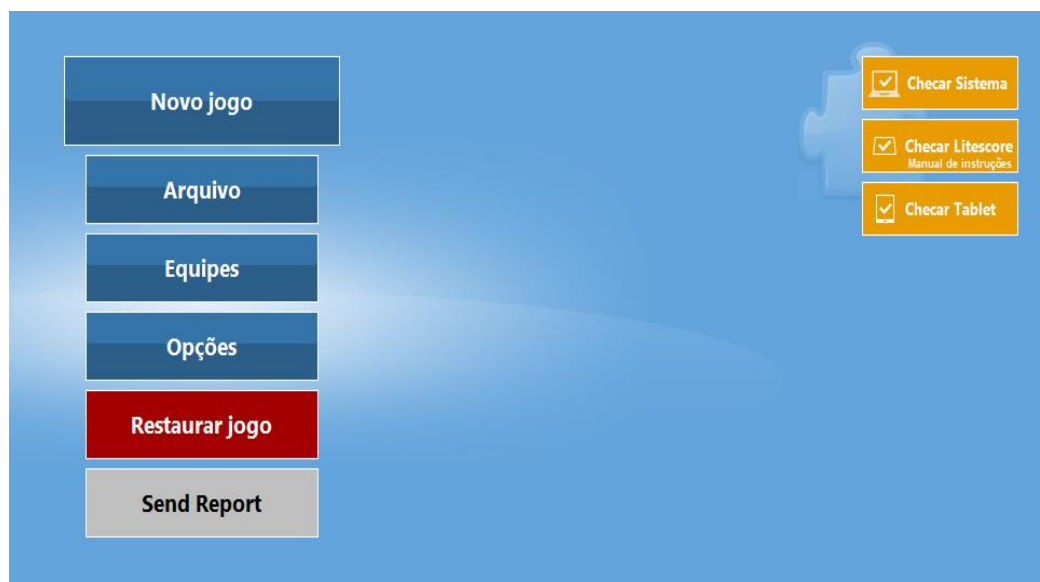 Novo jogo
Arquivo
Equipes
Opções
Restaurar jogo
Send Report
Checar Sistema
Checar Litescore
Manual de instruções
Checar Tablet